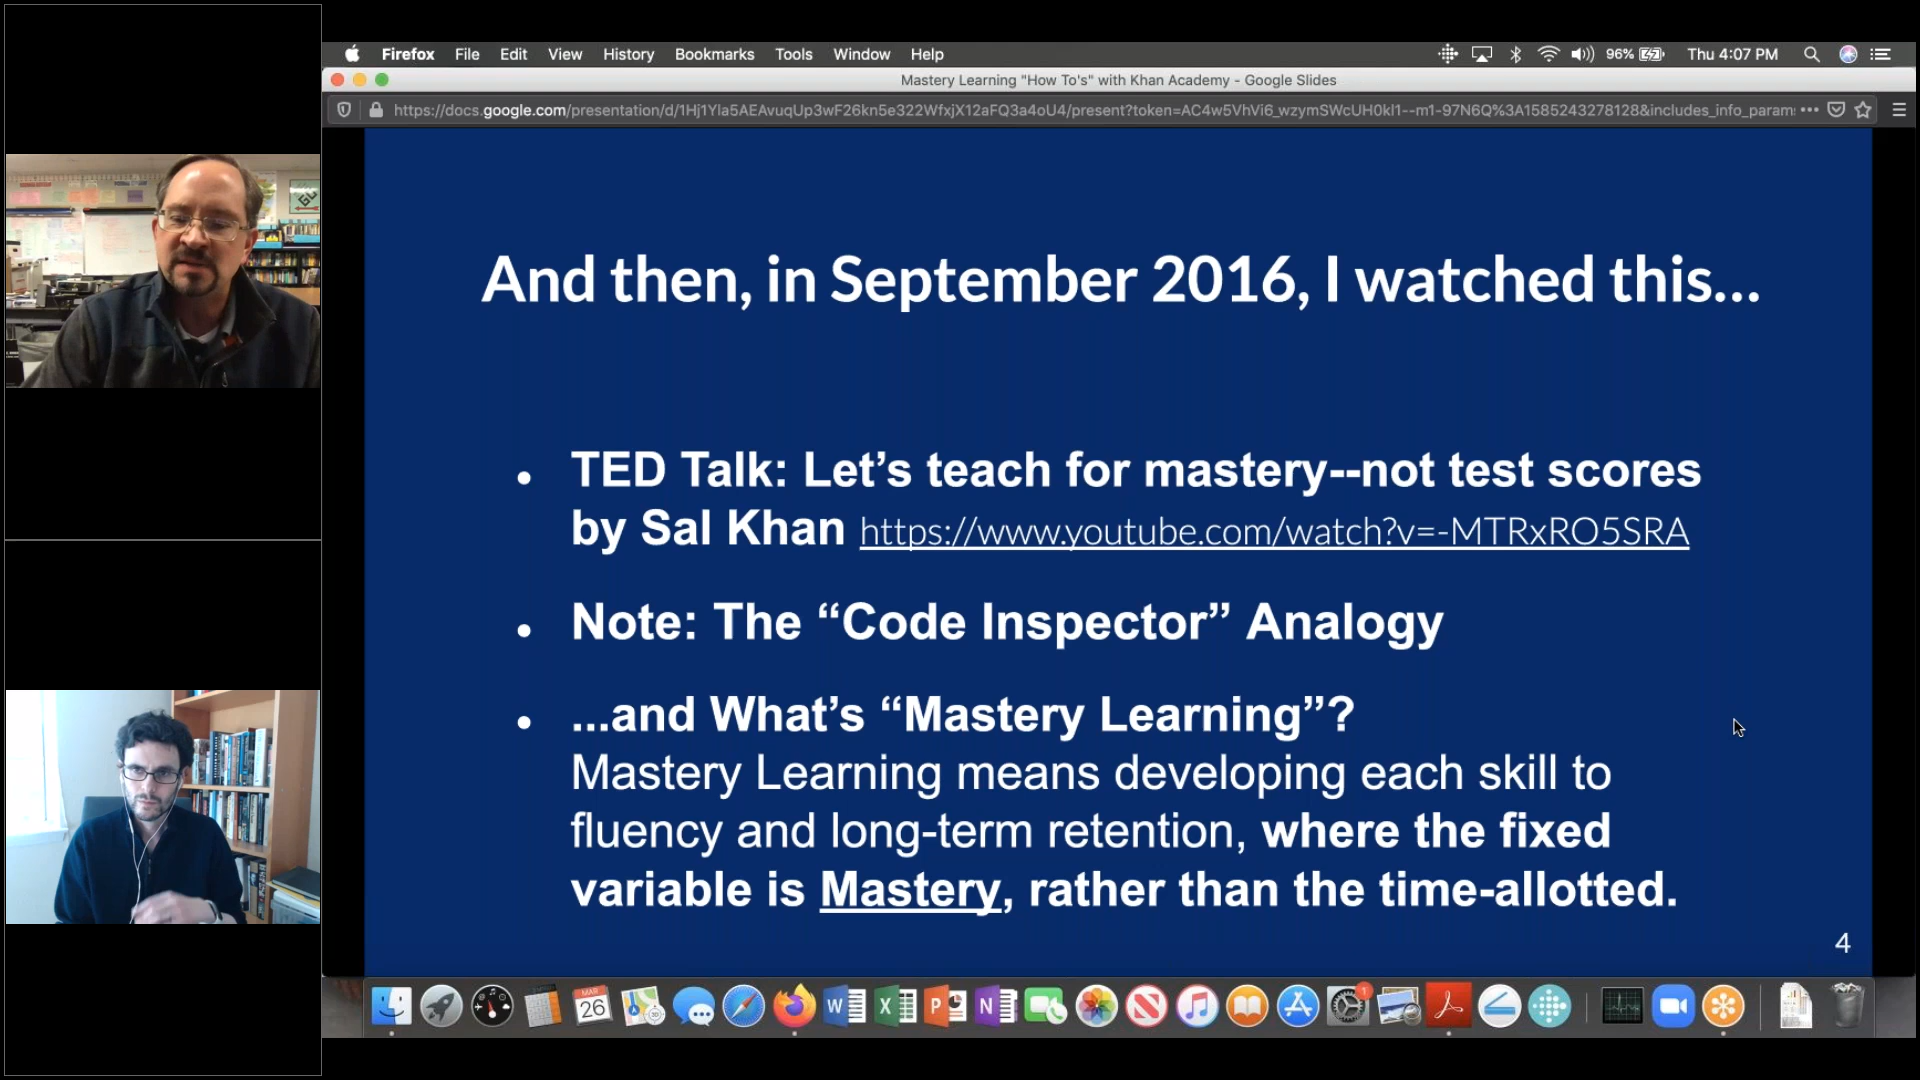 Firefox File Edit View History Bookmarks Tools Window Help 96% Thu 4:07 PM
Mastery Learning "How To's" with Khan Academy - Google Slides
https://docs.google.com/presentation/d/1Hj1Yla5AEAvuqUp3wF26kn5e322WfxjX12aFQ3a4oU4/present?token=AC4w5VhVi6_wzymSWcUH0kl1--m1-97N6Q%3A1585243278128&includes_info_param
And then, in September 2016, I watched this...
• TED Talk: Let’s teach for mastery--not test scores
by Sal Khan https://www.youtube.com/watch?v=-MTRxRO5SRA
• Note: The “Code Inspector” Analogy
• ...and What’s “Mastery Learning”?
Mastery Learning means developing each skill to
fluency and long-term retention, where the fixed
variable is Mastery, rather than the time-allotted.
4
MAR
26
W X P N
1